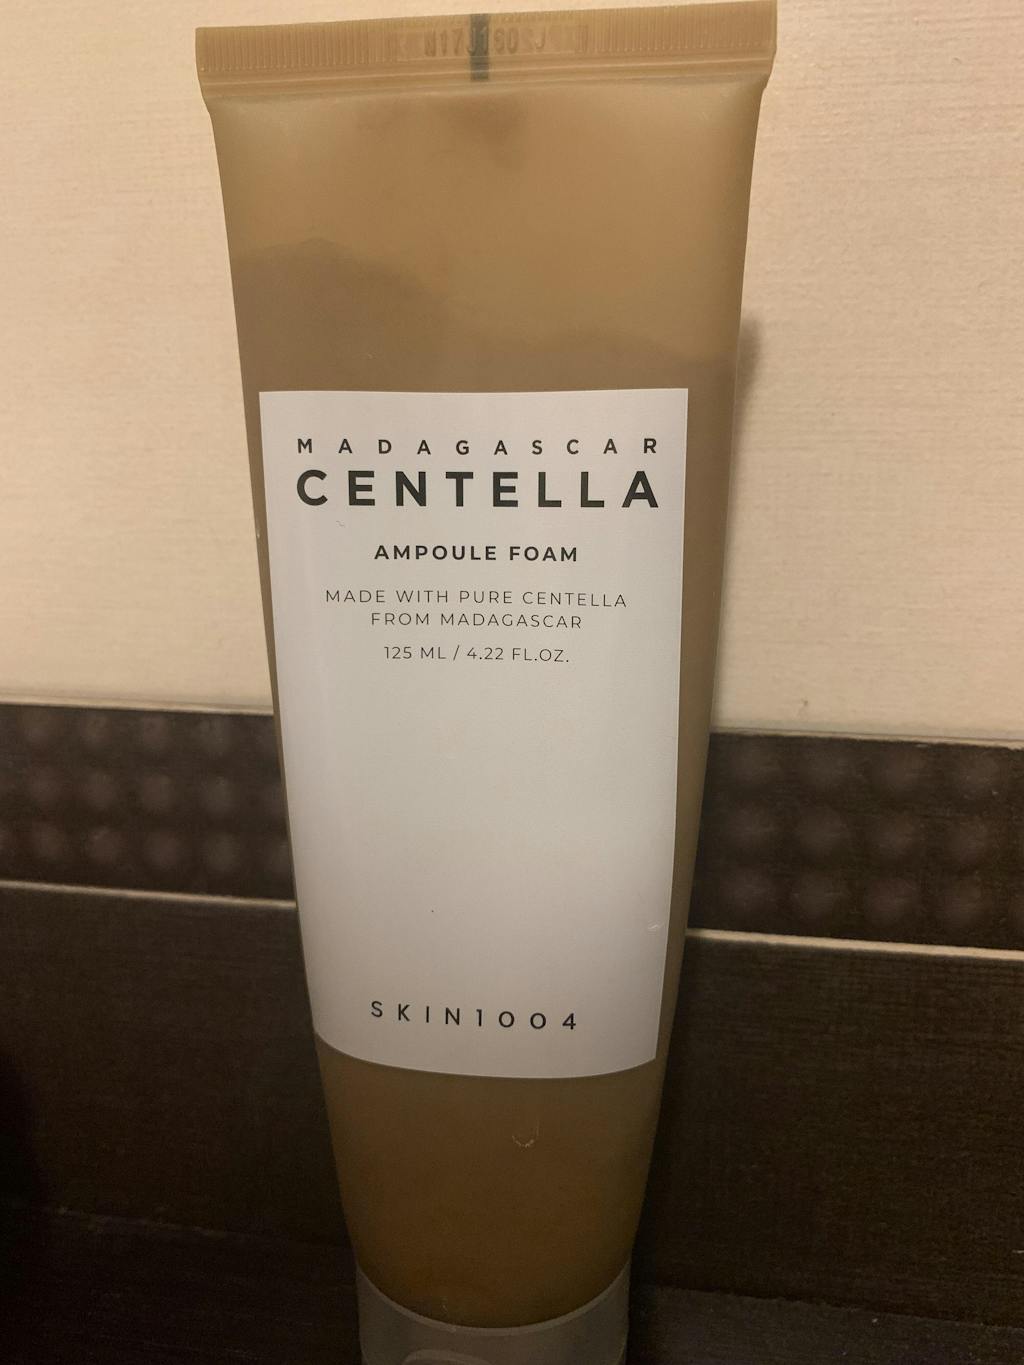 MADAGASCAR
CENTELLA
AMPOULE FOAM
MADE WITH PURE CENTELLA
FROM MADAGASCAR
125 ML / 4.22 FL.OZ.
SKIN1004